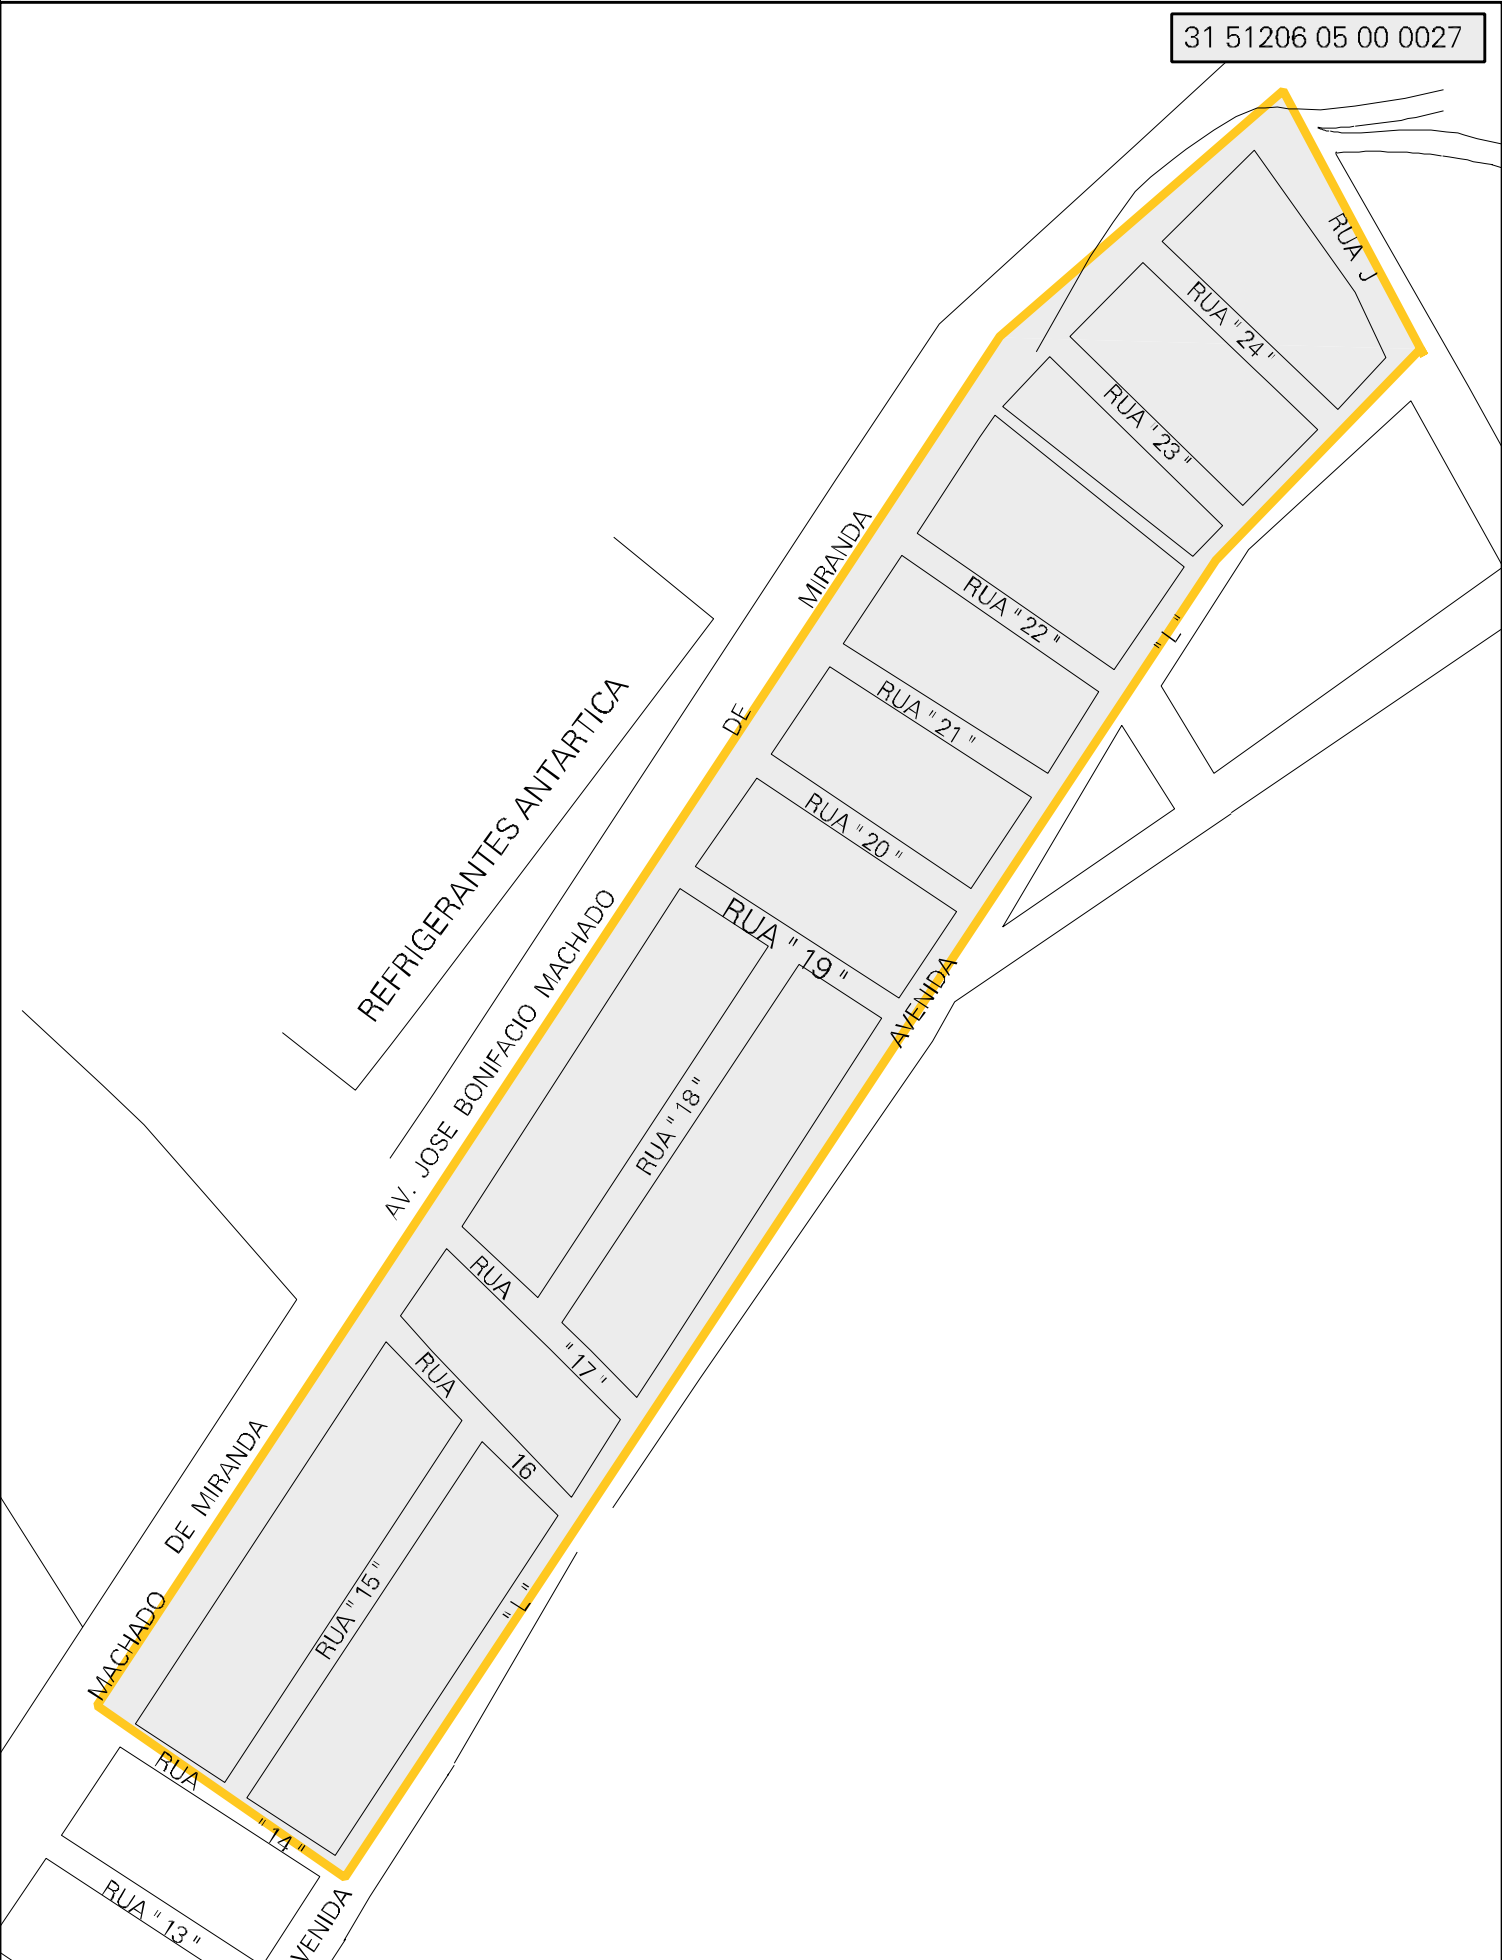 31 51206 05 00 0027
RUA J
RUA " 24 "
RUA " 23 "
MIRANDA
RUA " 22 "
" L "
DE
RUA " 21 "
REFRIGERANTES ANTARTICA
RUA " 20 "
RUA " 19 "
AVENIDA
AV. JOSE BONIFACIO MACHADO
RUA " 18 "
RUA " 17 "
RUA 16
DE MIRANDA
RUA " 15 "
" L "
MACHADO
RUA " 14 "
RUA " 13 "
VENIDA